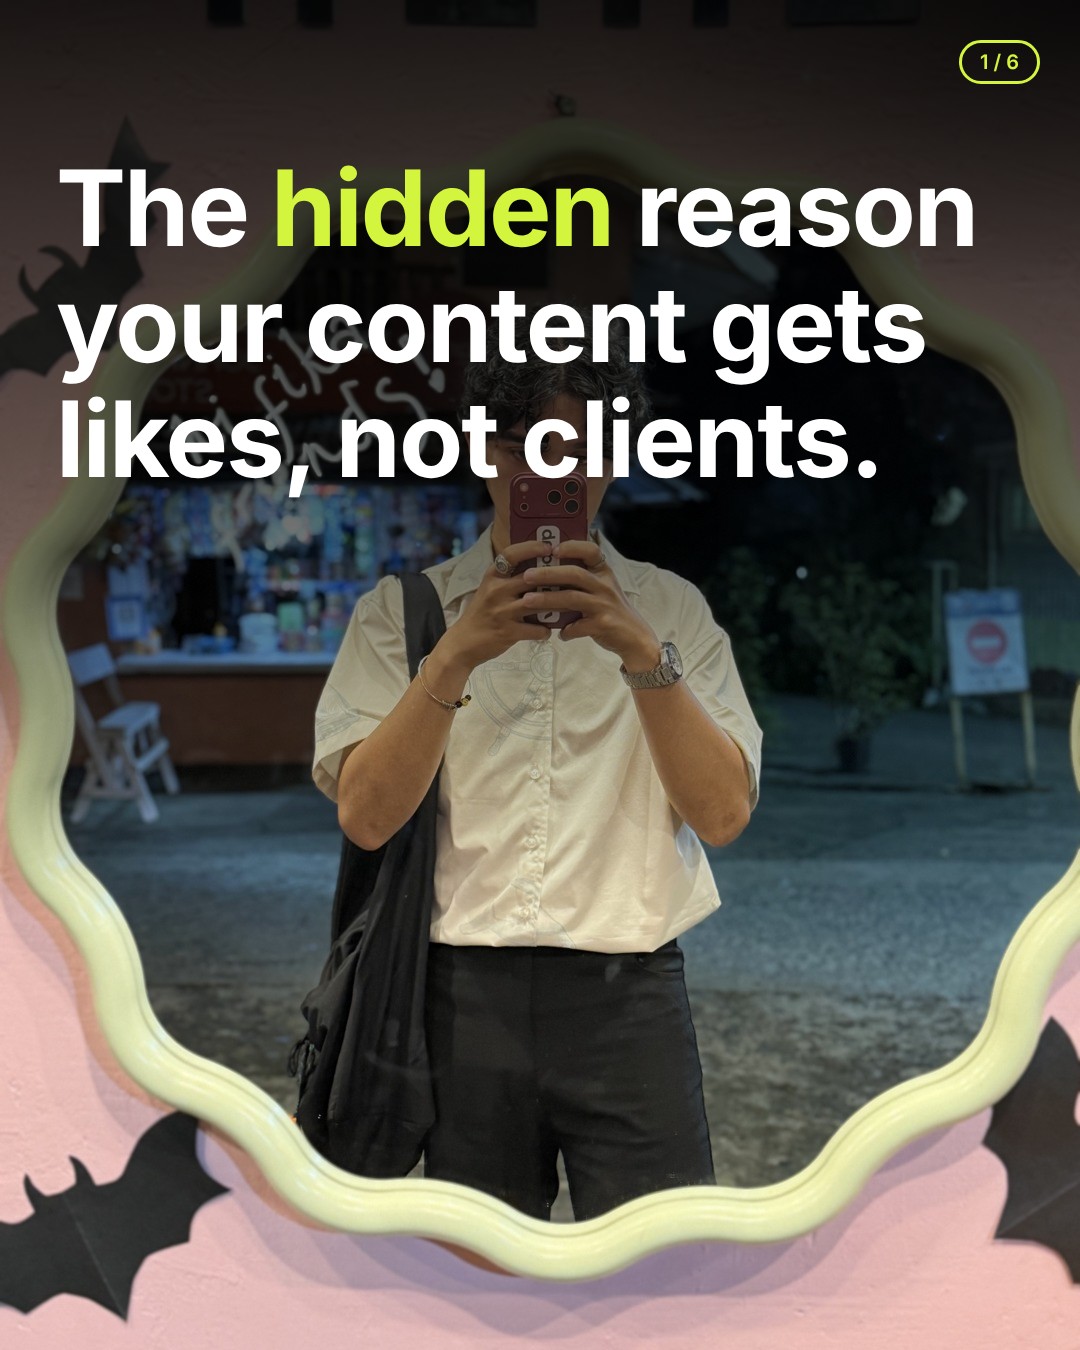 1 / 6
The hidden reason
your content gets
likes, not clients.